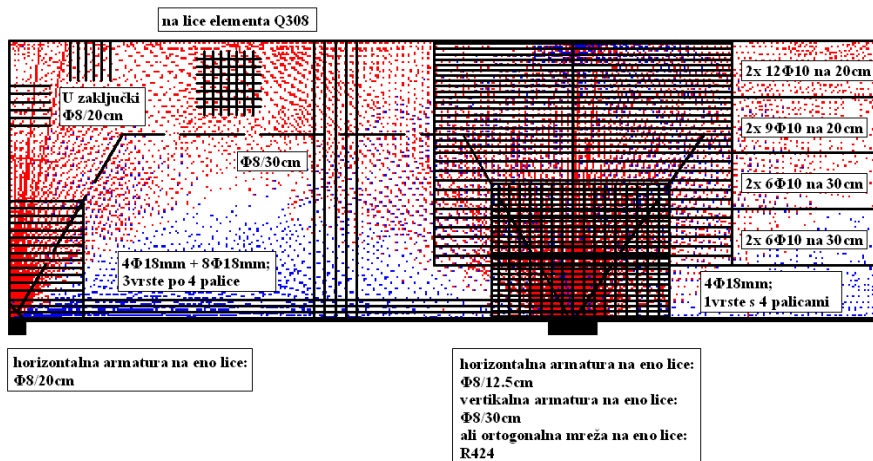 na lice elementa Q308
U zaključki
Φ8/20cm
Φ8/30cm
2x 12Φ10 na 20cm
2x 9Φ10 na 20cm
2x 6Φ10 na 30cm
2x 6Φ10 na 30cm
4Φ18mm + 8Φ18mm;
3vrste po 4 palice
4Φ18mm;
1vrste s 4 palicami
horizontalna armatura na eno lice:
Φ8/20cm
horizontalna armatura na eno lice:
Φ8/12.5cm
vertikalna armatura na eno lice:
Φ8/30cm
ali ortogonalna mreža na eno lice:
R424